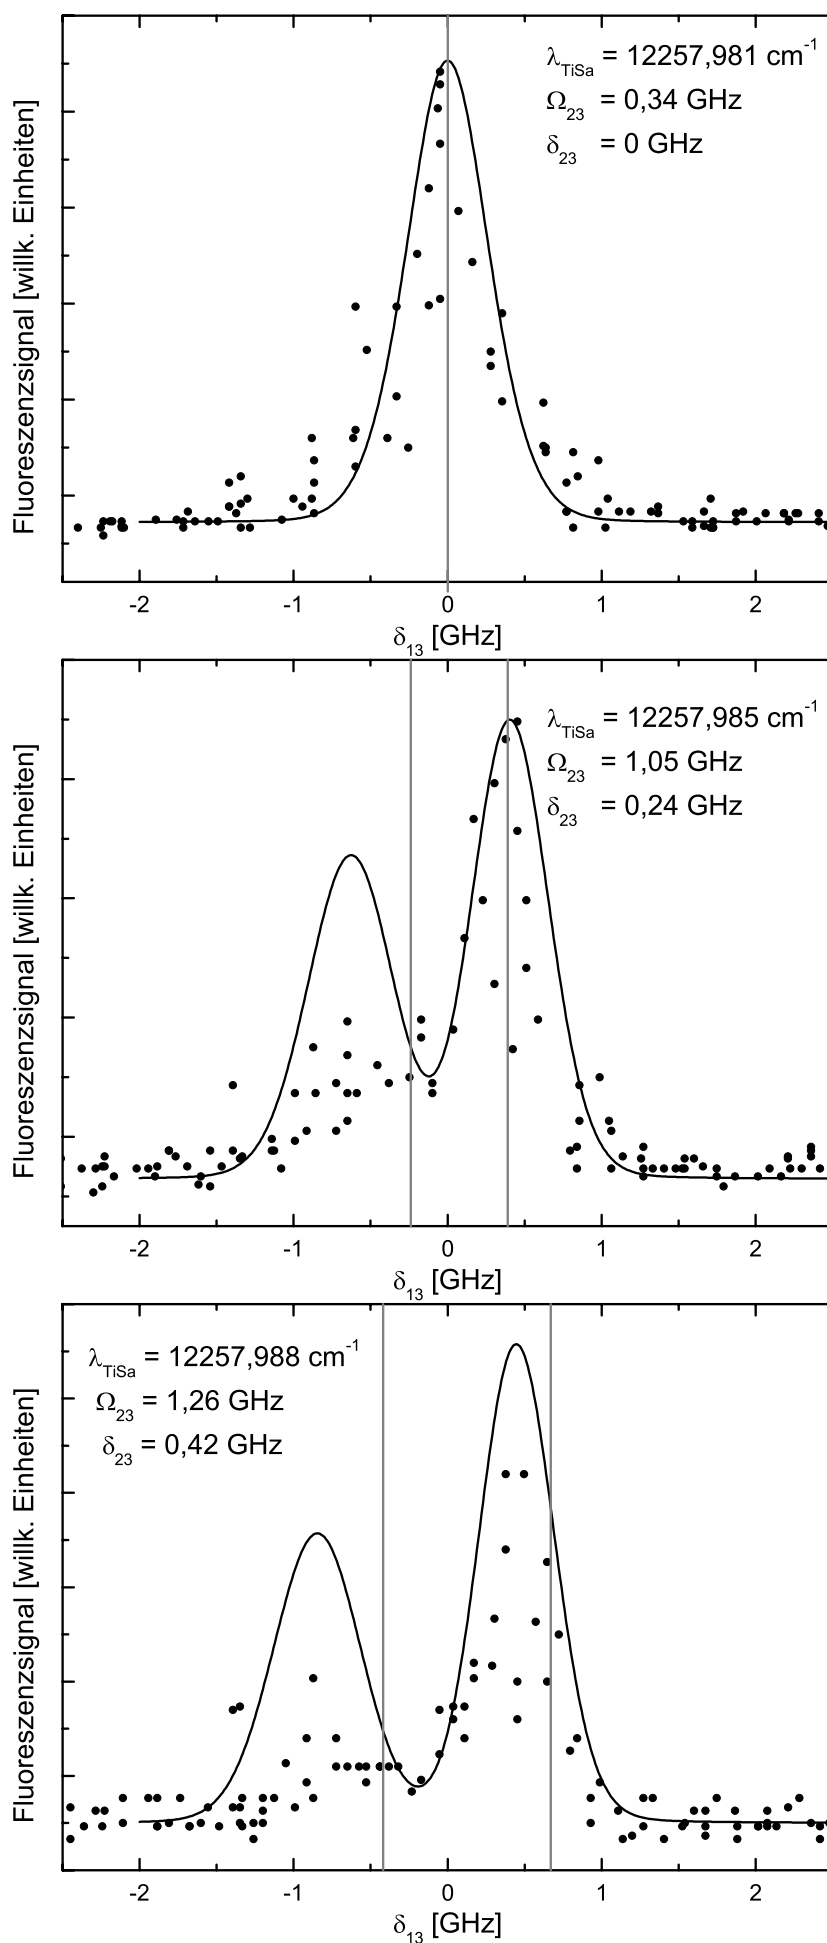 λTiSa = 12257,981 cm-1
Ω23 = 0,34 GHz
δ23 = 0 GHz
Fluoreszenzsignal [willk. Einheiten]
-2 -1 0 1 2
δ13 [GHz]
λTiSa = 12257,985 cm-1
Ω23 = 1,05 GHz
δ23 = 0,24 GHz
Fluoreszenzsignal [willk. Einheiten]
-2 -1 0 1 2
δ13 [GHz]
λTiSa = 12257,988 cm-1
Ω23 = 1,26 GHz
δ23 = 0,42 GHz
Fluoreszenzsignal [willk. Einheiten]
-2 -1 0 1 2
δ13 [GHz]